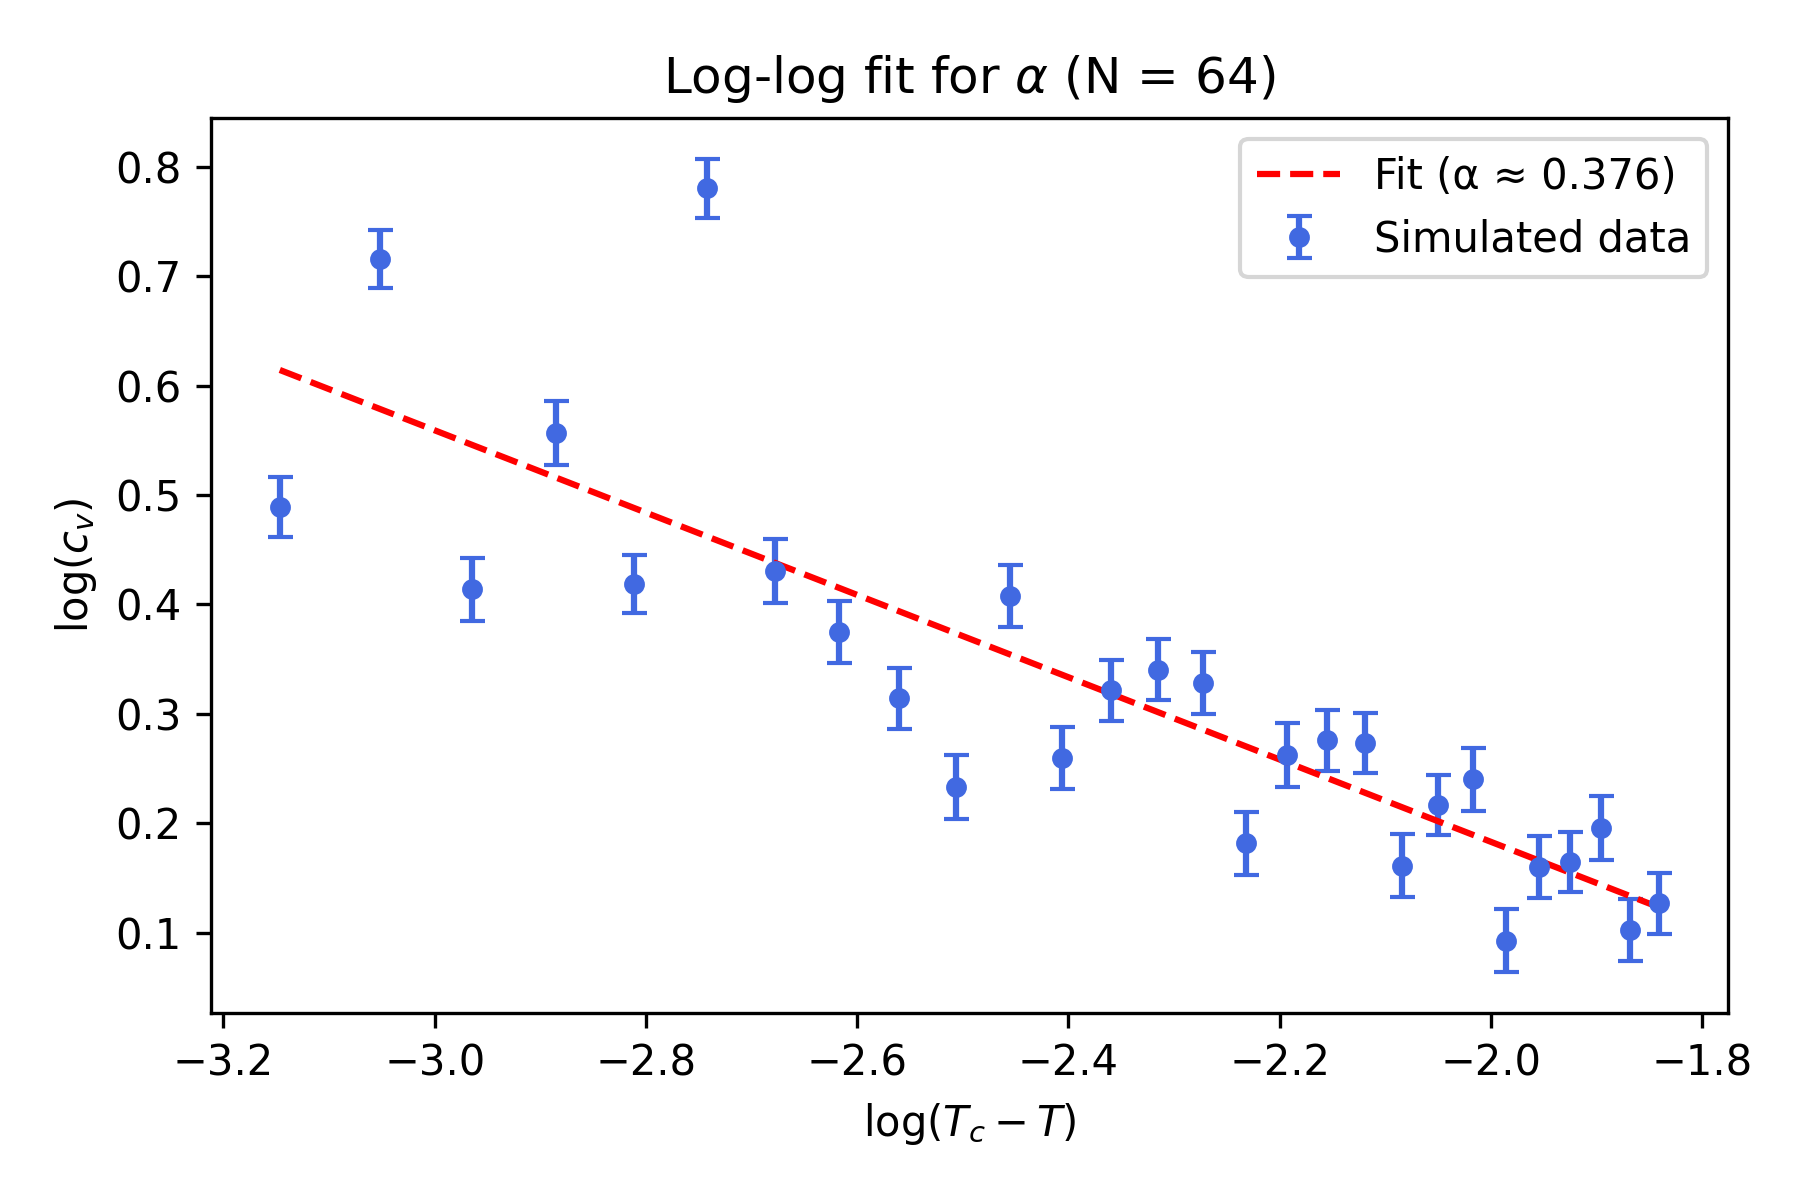 Log-log fit for α (N = 64)
Fit (α ≈ 0.376)
Simulated data
log(c_v)
0.8
0.7
0.6
0.5
0.4
0.3
0.2
0.1
−3.2 −3.0 −2.8 −2.6 −2.4 −2.2 −2.0 −1.8
log(T_c − T)